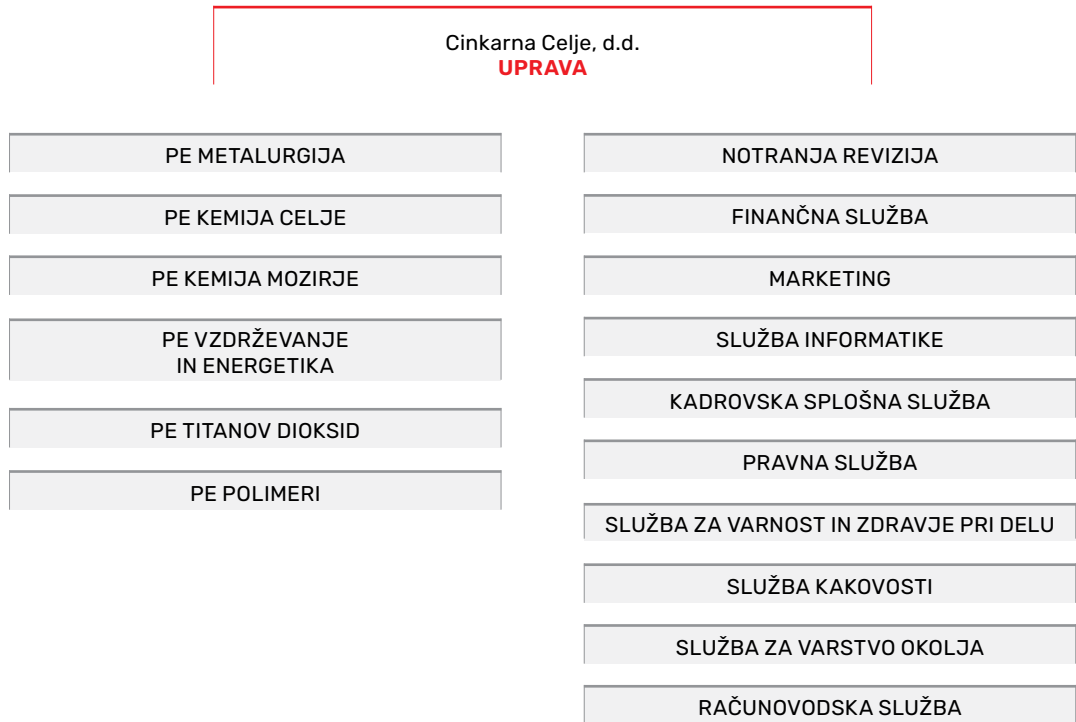 Cinkarna Celje, d.d.
UPRAVA
PE METALURGIJA
PE KEMIJA CELJE
PE KEMIJA MOZIRJE
PE VZDRŽEVANJE
IN ENERGETIKA
PE TITANOV DIOKSID
PE POLIMERI
NOTRANJA REVIZIJA
FINANČNA SLUŽBA
MARKETING
SLUŽBA INFORMATIKE
KADROVSKA SPLOŠNA SLUŽBA
PRAVNA SLUŽBA
SLUŽBA ZA VARNOST IN ZDRAVJE PRI DELU
SLUŽBA KAKOVOSTI
SLUŽBA ZA VARSTVO OKOLJA
RAČUNOVODSKA SLUŽBA